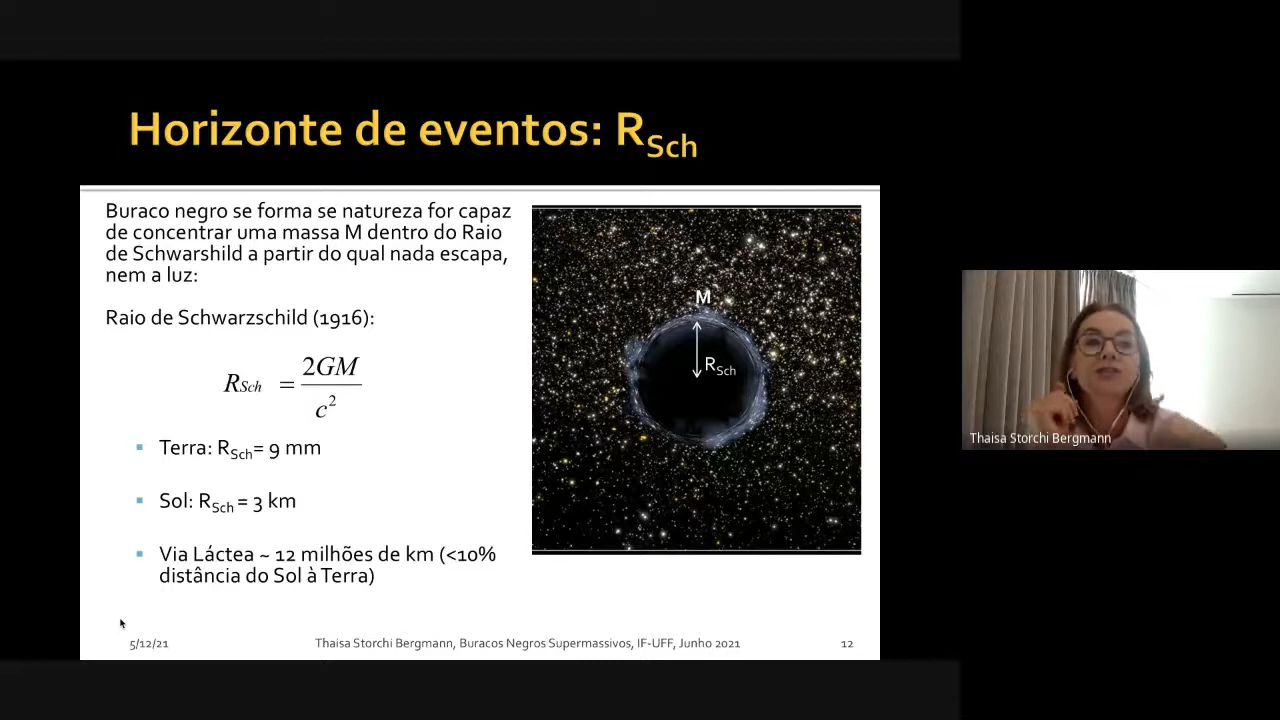 Horizonte de eventos: RSch
Buraco negro se forma se natureza for capaz
de concentrar uma massa M dentro do Raio
de Schwarshild a partir do qual nada escapa,
nem a luz:
Raio de Schwarzschild (1916):
RSch = 2GM / c²
Terra: RSch= 9 mm
Sol: RSch = 3 km
Via Láctea ~ 12 milhões de km (<10%
distância do Sol à Terra)
M
RSch
Thaisa Storchi Bergmann
5/12/21
Thaisa Storchi Bergmann, Buracos Negros Supermassivos, IF-UFF, Junho 2021
12